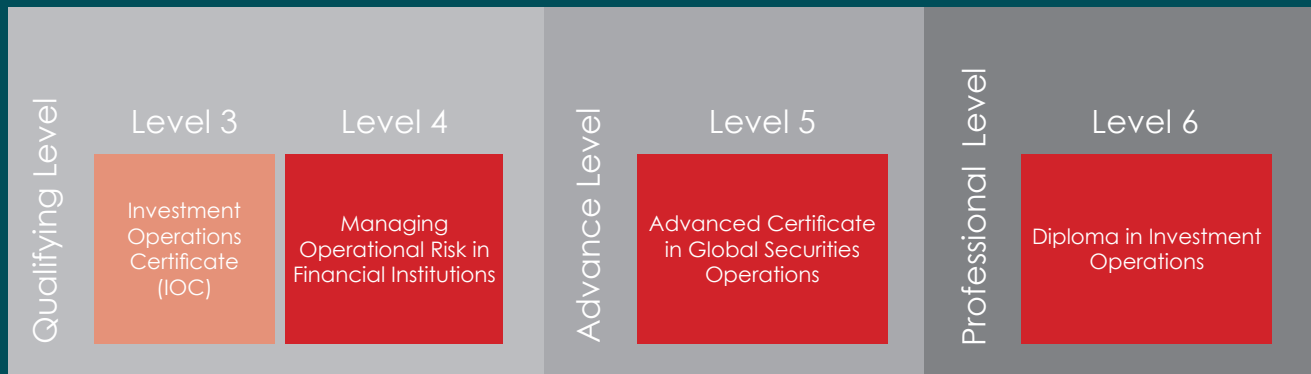 Qualifying Level
Level 3
Investment
Operations
Certificate
(IOC)
Level 4
Managing
Operational Risk in
Financial Institutions
Advance Level
Level 5
Advanced Certificate
in Global Securities
Operations
Professional Level
Level 6
Diploma in Investment
Operations